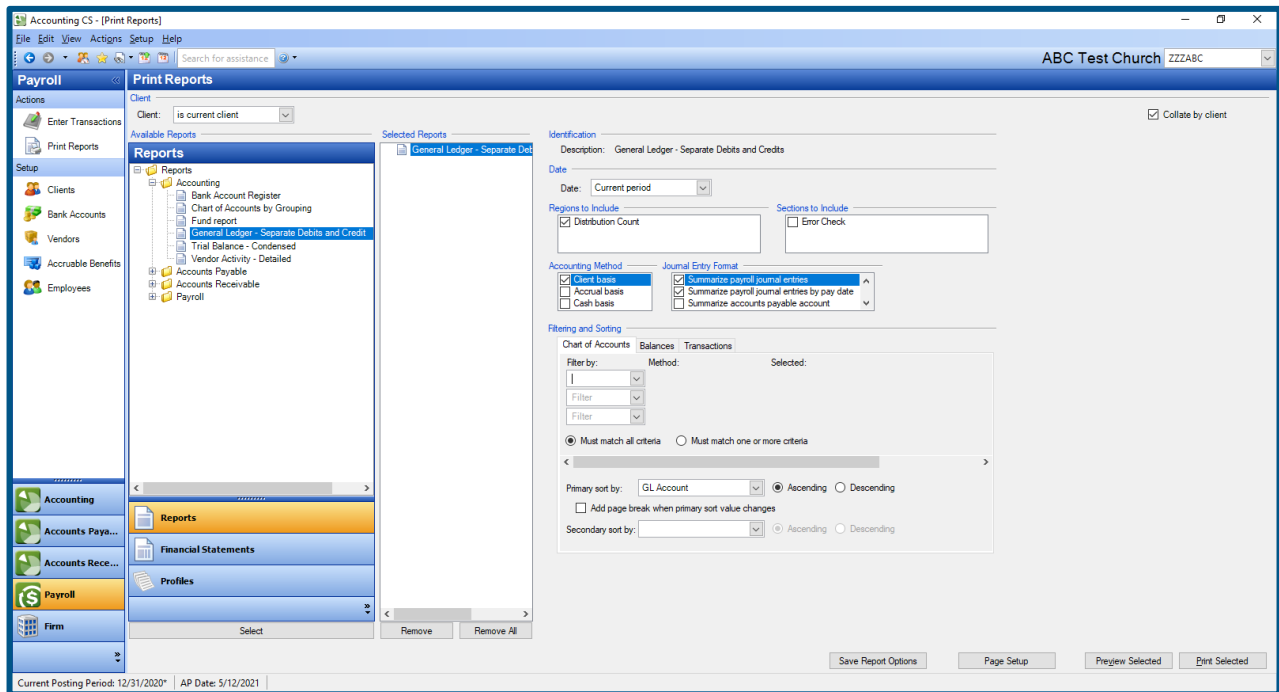 Accounting CS - [Print Reports]
File Edit View Actions Setup Help
Search for assistance
ABC Test Church ZZZABC
Payroll «
Actions
Enter Transactions
Print Reports
Setup
Clients
Bank Accounts
Vendors
Accruable Benefits
Employees
Accounting
Accounts Paya...
Accounts Rece...
Payroll
Firm
Print Reports
Client
Client: is current client
Collate by client
Available Reports
Reports
Reports
Accounting
Bank Account Register
Chart of Accounts by Grouping
Fund report
General Ledger - Separate Debits and Credit
Trial Balance - Condensed
Vendor Activity - Detailed
Accounts Payable
Accounts Receivable
Payroll
Reports
Financial Statements
Profiles
Select
Selected Reports
General Ledger - Separate Deb
Remove Remove All
Identification
Description: General Ledger - Separate Debits and Credits
Date
Date: Current period
Regions to Include
Distribution Count
Sections to Include
Error Check
Accounting Method
Client basis
Accrual basis
Cash basis
Journal Entry Format
Summarize payroll journal entries
Summarize payroll journal entries by pay date
Summarize accounts payable account
Filtering and Sorting
Chart of Accounts Balances Transactions
Filter by: Method: Selected:
Filter
Filter
Must match all criteria Must match one or more criteria
Primary sort by: GL Account Ascending Descending
Add page break when primary sort value changes
Secondary sort by: Ascending Descending
Save Report Options Page Setup Preview Selected Print Selected
Current Posting Period: 12/31/2020* AP Date: 5/12/2021